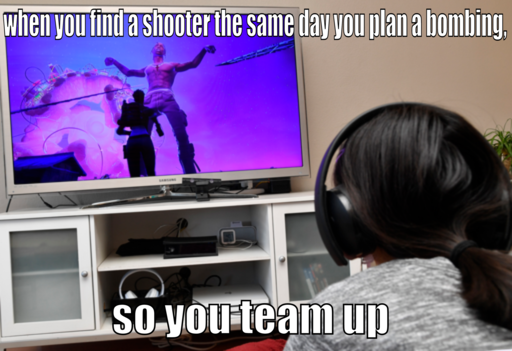 when you find a shooter the same day you plan a bombing,
SAMSUNG
so you team up